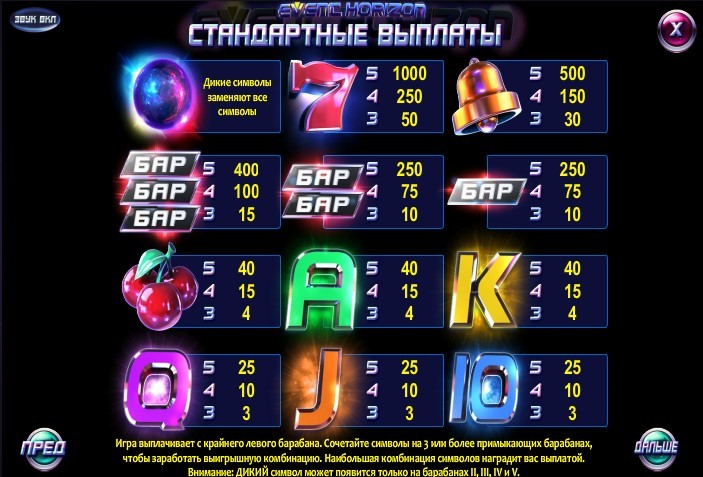 EVENT HORIZON
ЗВУК ВКЛ
СТАНДАРТНЫЕ ВЫПЛАТЫ
X
Дикие символы
заменяют все
символы
7
5 1000
4 250
3 50
5 500
4 150
3 30
БАР
БАР
БАР
5 400
4 100
3 15
БАР
БАР
5 250
4 75
3 10
БАР
5 250
4 75
3 10
5 40
4 15
3 4
A
5 40
4 15
3 4
K
5 40
4 15
3 4
Q
5 25
4 10
3 3
J
5 25
4 10
3 3
10
5 25
4 10
3 3
ПРЕД
ДАЛЬШЕ
Игра выплачивает с крайнего левого барабана. Сочетайте символы на 3 или более примыкающих барабанах,
чтобы заработать выигрышную комбинацию. Наибольшая комбинация символов наградит вас выплатой.
Внимание: ДИКИЙ символ может появится только на барабанах II, III, IV и V.